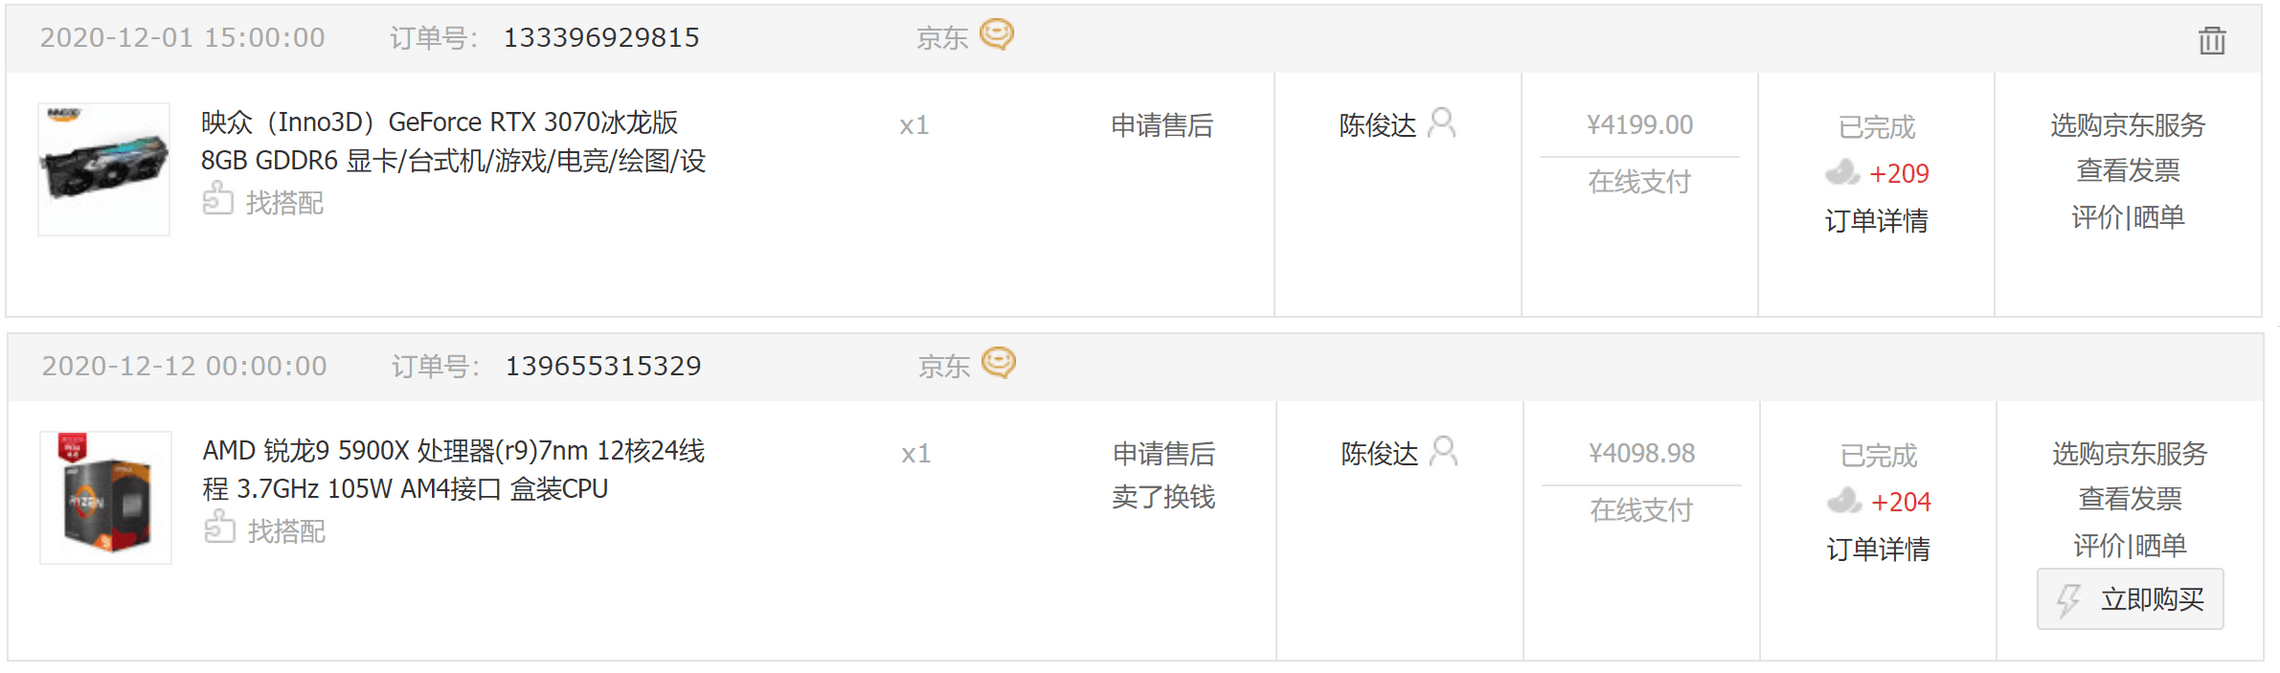 2020-12-01 15:00:00 订单号： 133396929815 京东
映众（Inno3D）GeForce RTX 3070冰龙版
8GB GDDR6 显卡/台式机/游戏/电竞/绘图/设
找搭配
x1
申请售后
陈俊达
¥4199.00
在线支付
已完成
+209
订单详情
选购京东服务
查看发票
评价|晒单
2020-12-12 00:00:00 订单号： 139655315329 京东
AMD 锐龙9 5900X 处理器(r9)7nm 12核24线
程 3.7GHz 105W AM4接口 盒装CPU
找搭配
x1
申请售后
卖了换钱
陈俊达
¥4098.98
在线支付
已完成
+204
订单详情
选购京东服务
查看发票
评价|晒单
立即购买
INNO3D
RYZEN